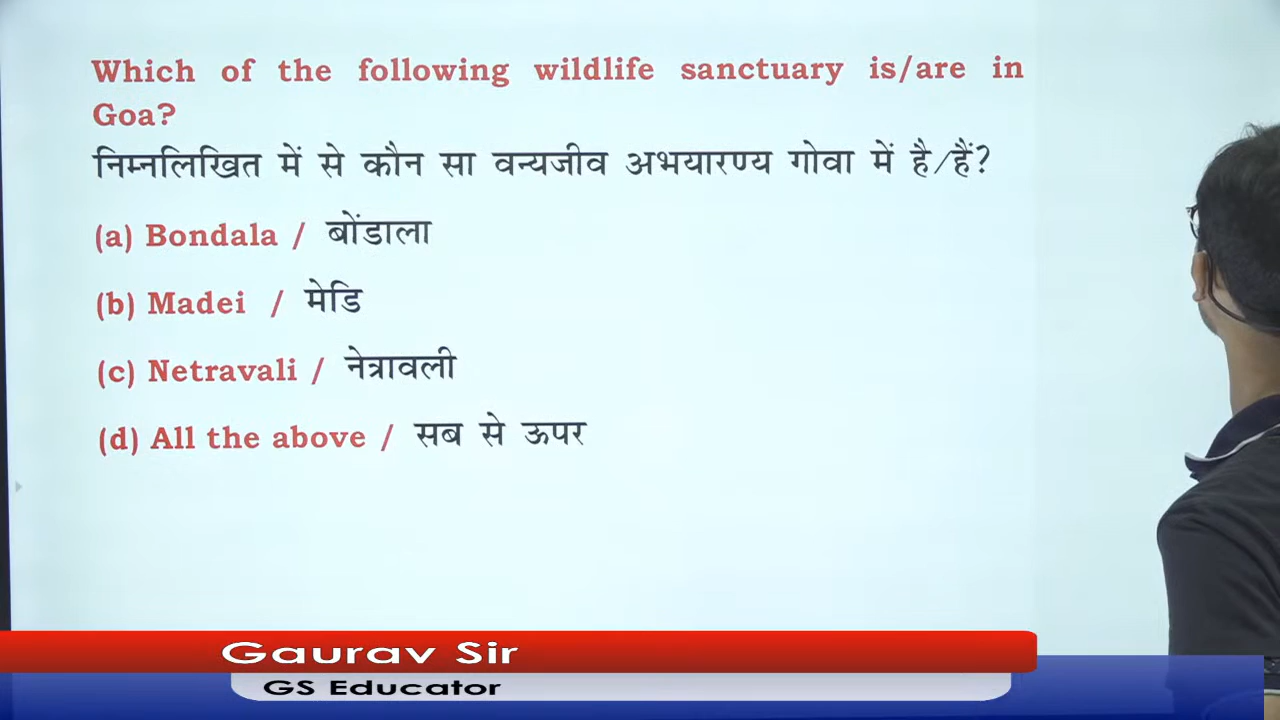 Which of the following wildlife sanctuary is/are in
Goa?
निम्नलिखित में से कौन सा वन्यजीव अभयारण्य गोवा में है/हैं?
(a) Bondala / बोंडाला
(b) Madei / मेडि
(c) Netravali / नेत्रावली
(d) All the above / सब से ऊपर
Gaurav Sir
GS Educator